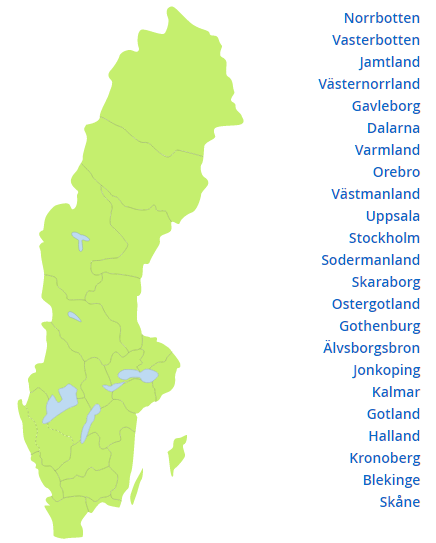 Norrbotten
Vasterbotten
Jamtland
Västernorrland
Gavleborg
Dalarna
Varmland
Orebro
Västmanland
Uppsala
Stockholm
Sodermanland
Skaraborg
Ostergotland
Gothenburg
Älvsborgsbron
Jonkoping
Kalmar
Gotland
Halland
Kronoberg
Blekinge
Skåne